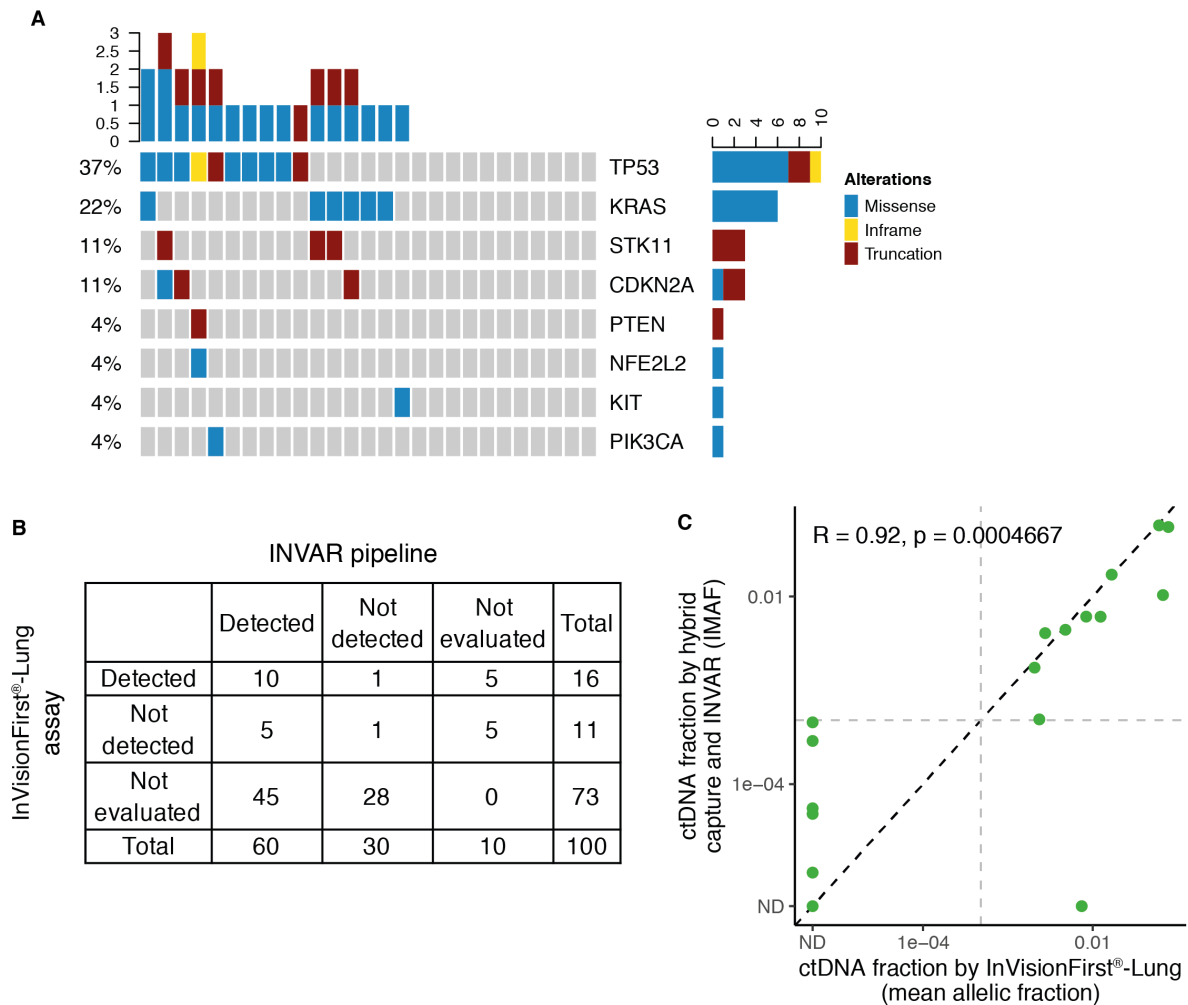 A
3
2.5
2
1.5
1
0.5
0
0 2 4 6 8 10
37% TP53
22% KRAS
11% STK11
11% CDKN2A
4% PTEN
4% NFE2L2
4% KIT
4% PIK3CA
Alterations
Missense
Inframe
Truncation
B
INVAR pipeline
InVisionFirst®-Lung
assay
Detected
Not
detected
Not
evaluated
Total
Detected 10 1 5 16
Not
detected
5 1 5 11
Not
evaluated
45 28 0 73
Total 60 30 10 100
C
R = 0.92, p = 0.0004667
ctDNA fraction by hybrid
capture and INVAR (IMAF)
0.01
1e−04
ND
ND 1e−04 0.01
ctDNA fraction by InVisionFirst®-Lung
(mean allelic fraction)